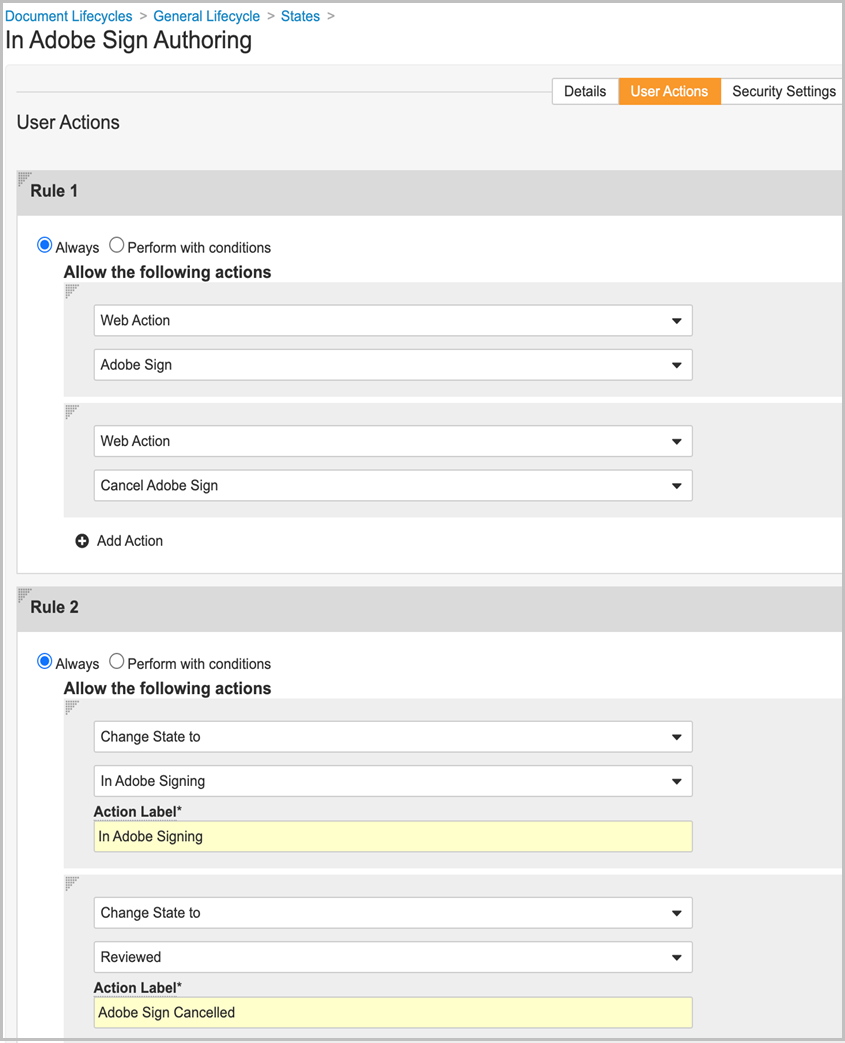 Document Lifecycles > General Lifecycle > States >
In Adobe Sign Authoring
Details User Actions Security Settings
User Actions
Rule 1
Always Perform with conditions
Allow the following actions
Web Action
Adobe Sign
Web Action
Cancel Adobe Sign
Add Action
Rule 2
Always Perform with conditions
Allow the following actions
Change State to
In Adobe Signing
Action Label*
In Adobe Signing
Change State to
Reviewed
Action Label*
Adobe Sign Cancelled